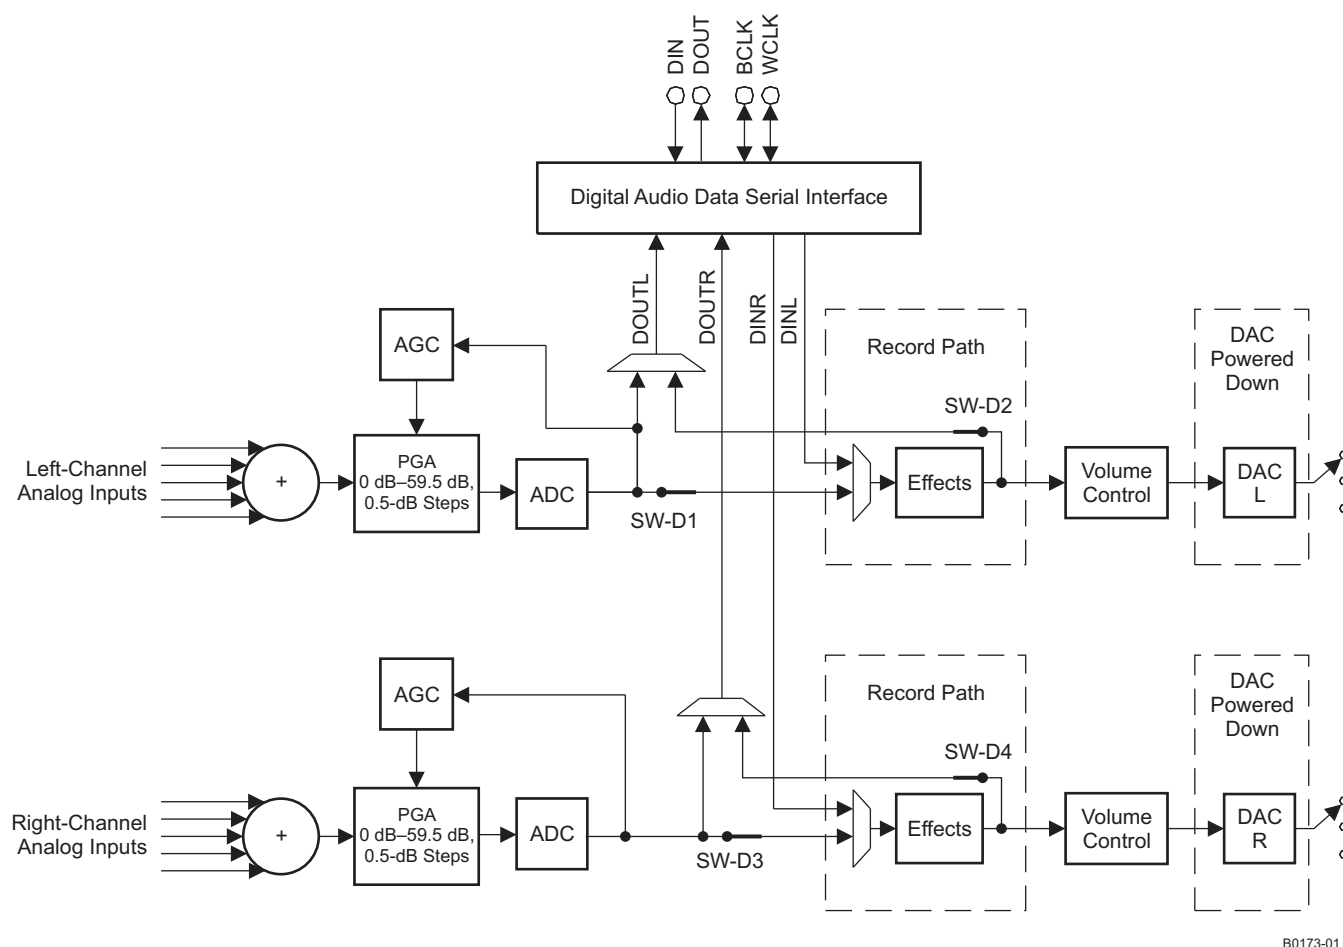 DIN
DOUT
BCLK
WCLK
Digital Audio Data Serial Interface
DOUTL
DOUTR
DINR
DINL
AGC
Record Path
DAC
Powered
Down
SW-D2
Left-Channel
Analog Inputs
+
PGA
0 dB–59.5 dB,
0.5-dB Steps
ADC
SW-D1
Effects
Volume
Control
DAC
L
AGC
Record Path
DAC
Powered
Down
SW-D4
Right-Channel
Analog Inputs
+
PGA
0 dB–59.5 dB,
0.5-dB Steps
ADC
SW-D3
Effects
Volume
Control
DAC
R
B0173-01